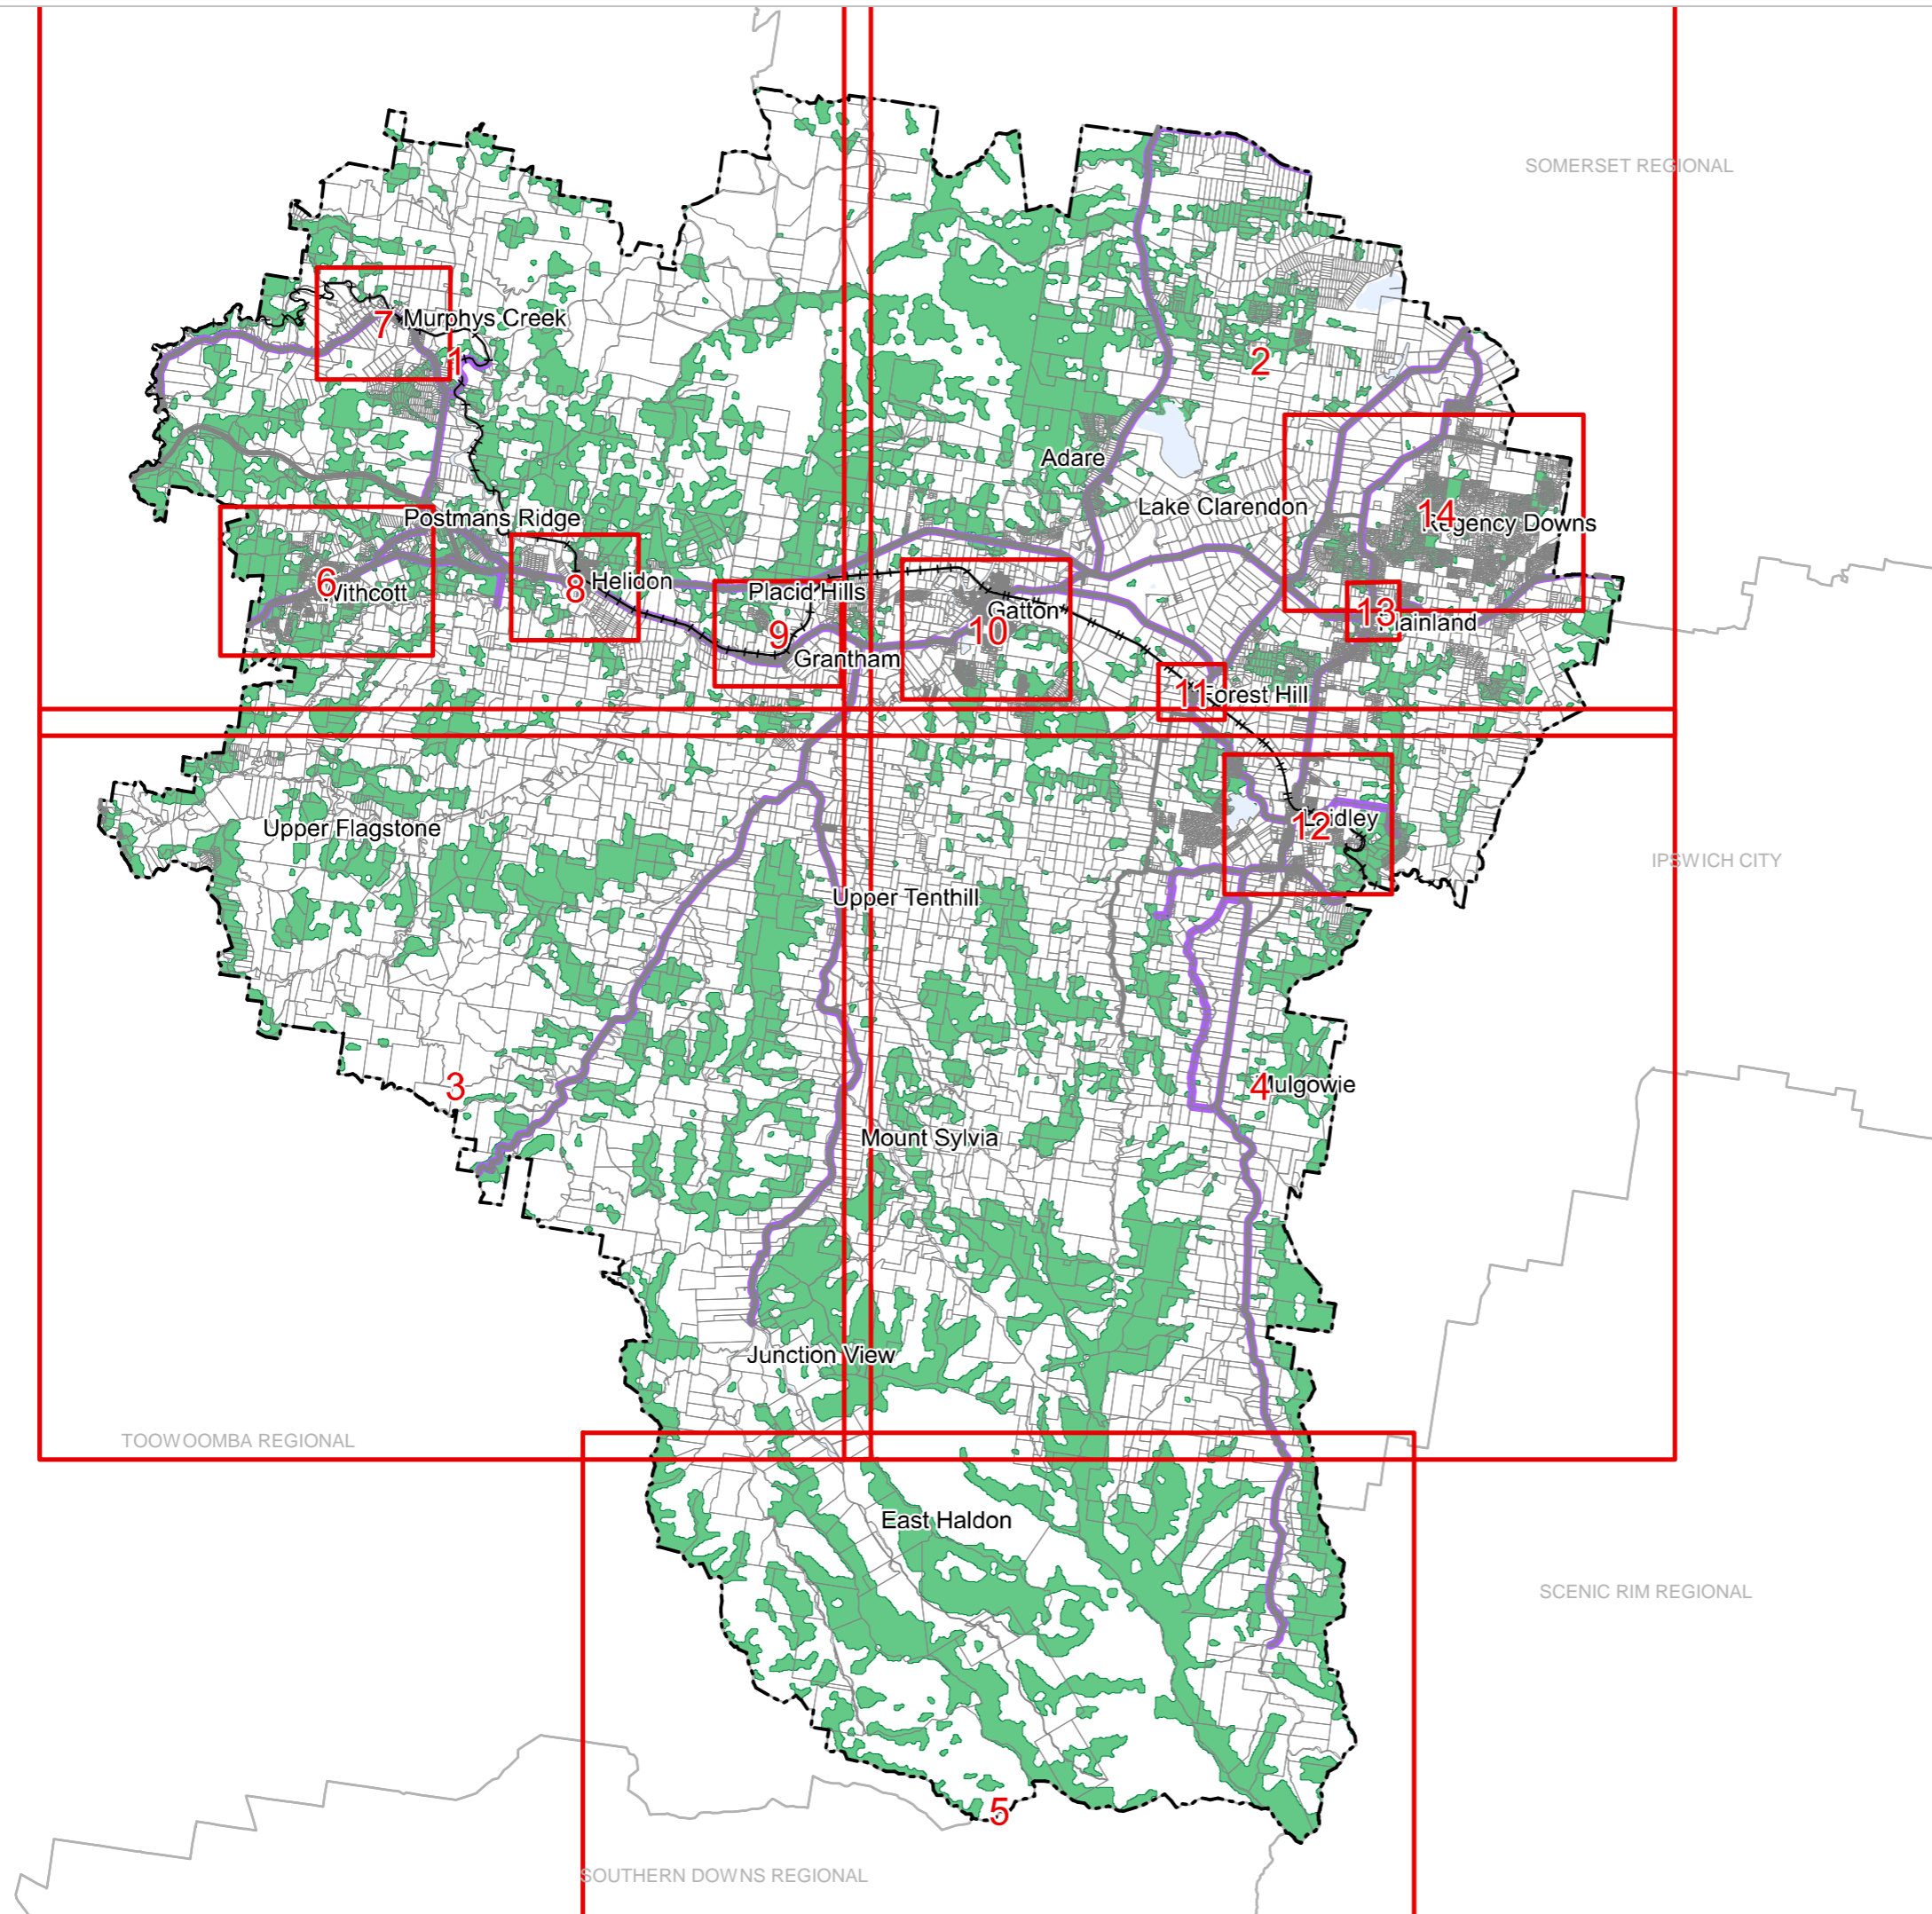 SOMERSET REGIONAL
7
Murphys Creek
1
2
Adare
Lake Clarendon
14
Regency Downs
Postmans Ridge
6
Withcott
8
Helidon
Placid Hills
9
Grantham
Gatton
10
13
Plainland
11
Forest Hill
Upper Flagstone
12
Laidley
IPSWICH CITY
Upper Tenthill
3
4
Mulgowie
Mount Sylvia
Junction View
TOOWOOMBA REGIONAL
East Haldon
SCENIC RIM REGIONAL
5
SOUTHERN DOWNS REGIONAL